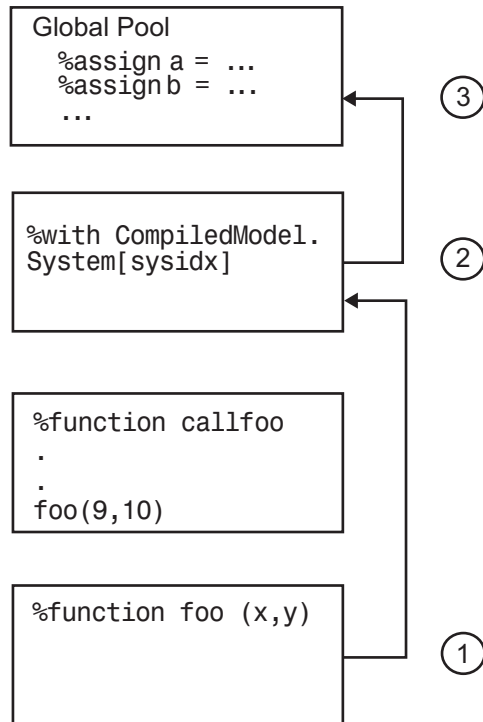 Global Pool
%assign a = ...
%assign b = ...
...
3
%with CompiledModel.
System[sysidx]
2
%function callfoo
.
.
foo(9,10)
%function foo (x,y)
1